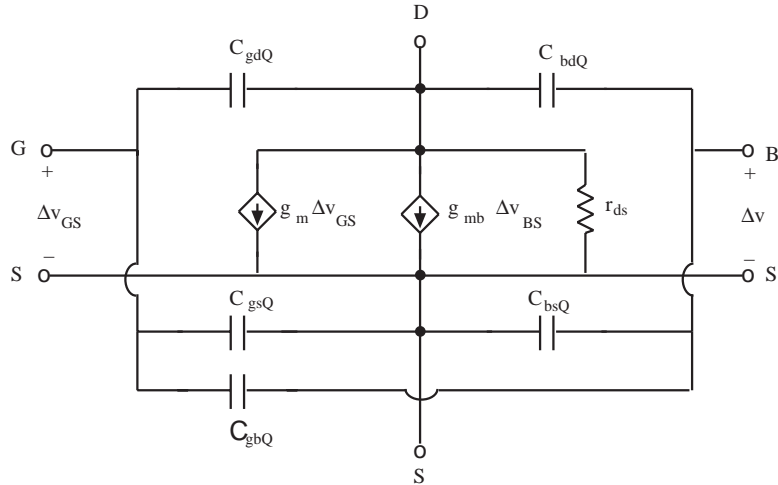 D
C gdQ
C bdQ
G
B
+
+
Δv GS
g m Δv GS
g mb Δv BS
r ds
Δv
−
−
S
S
C gsQ
C bsQ
C gbQ
S